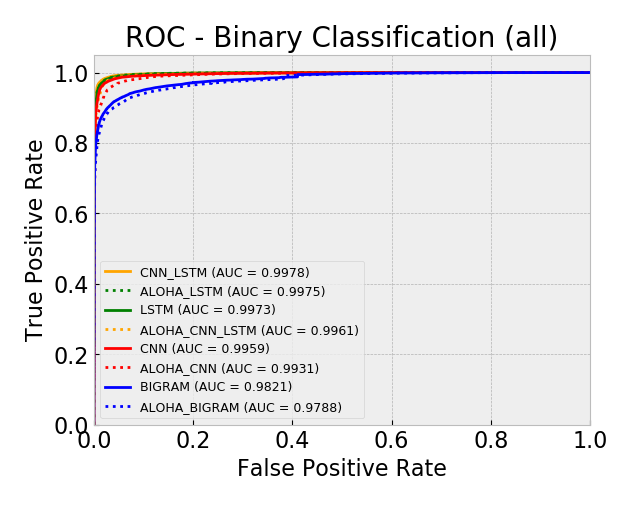 ROC - Binary Classification (all)
True Positive Rate
1.0
0.8
0.6
0.4
0.2
0.0
CNN_LSTM (AUC = 0.9978)
ALOHA_LSTM (AUC = 0.9975)
LSTM (AUC = 0.9973)
ALOHA_CNN_LSTM (AUC = 0.9961)
CNN (AUC = 0.9959)
ALOHA_CNN (AUC = 0.9931)
BIGRAM (AUC = 0.9821)
ALOHA_BIGRAM (AUC = 0.9788)
0.0 0.2 0.4 0.6 0.8 1.0
False Positive Rate